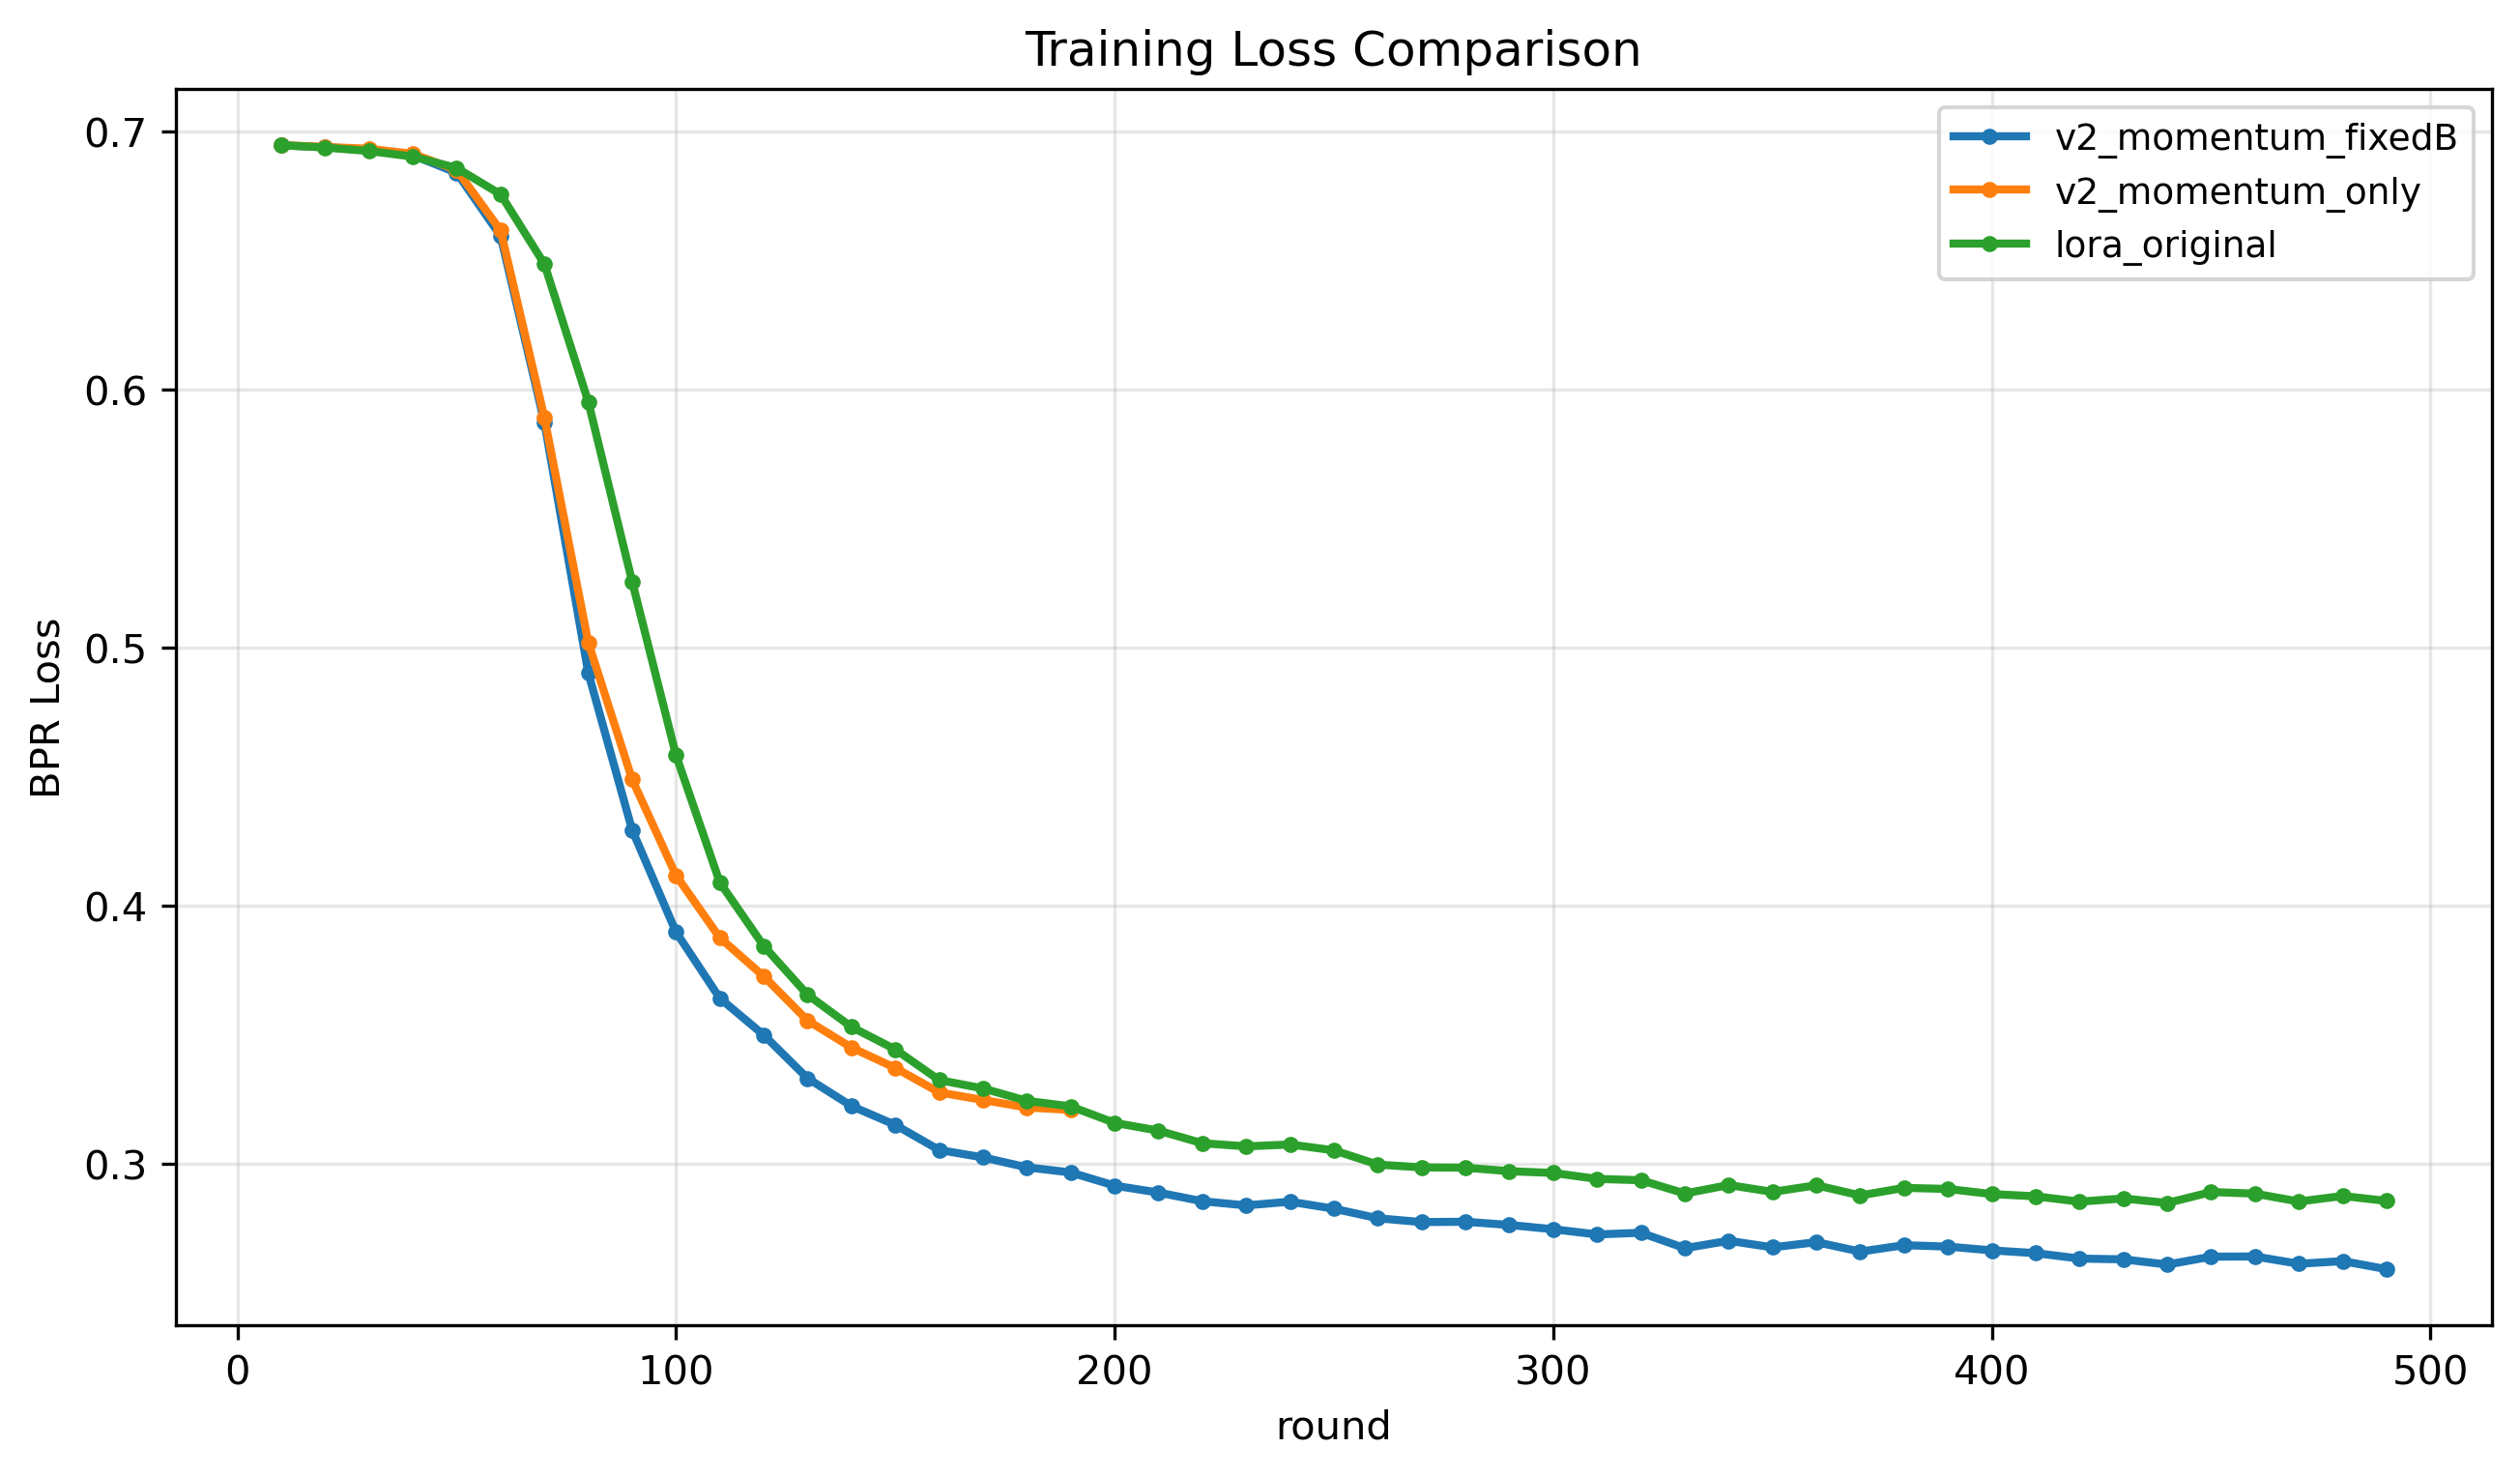 Training Loss Comparison
v2_momentum_fixedB
v2_momentum_only
lora_original
BPR Loss
0.7
0.6
0.5
0.4
0.3
0 100 200 300 400 500
round